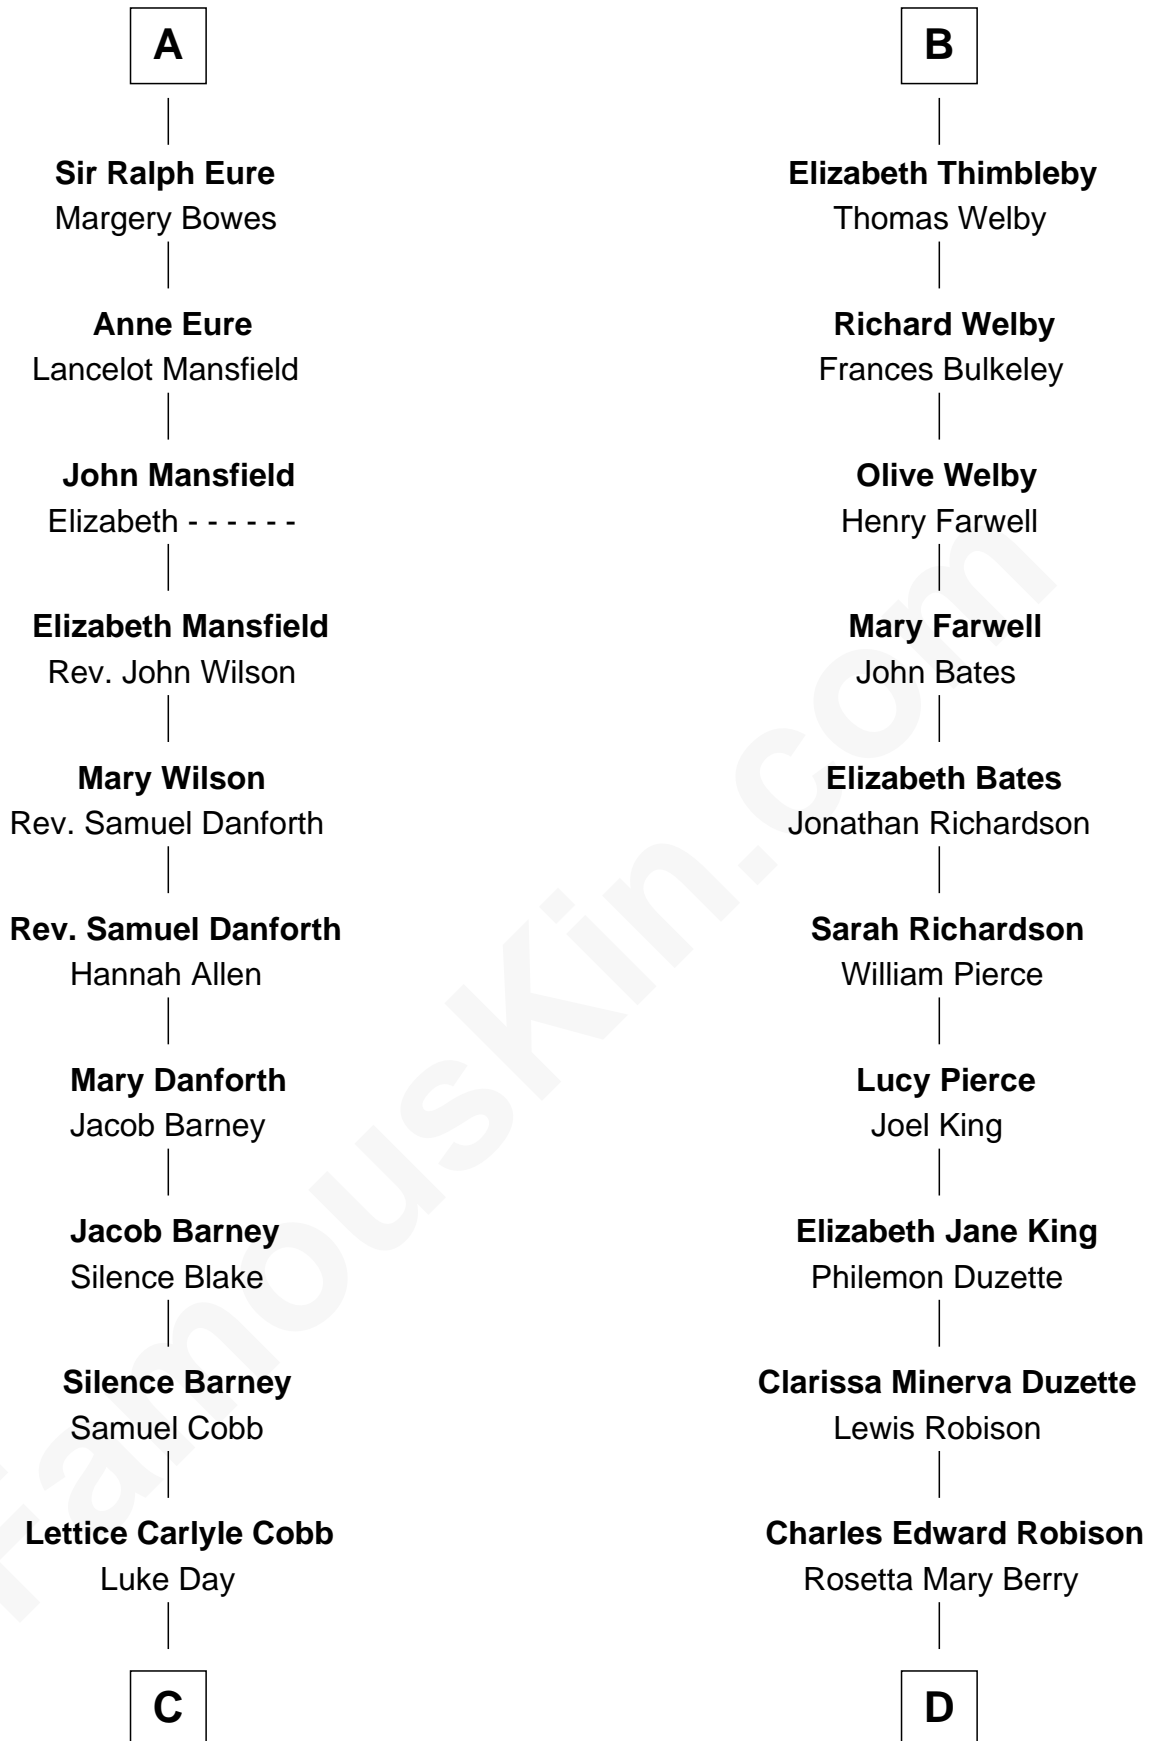 A
Sir Ralph Eure
Margery Bowes
Anne Eure
Lancelot Mansfield
John Mansfield
Elizabeth - - - - - -
Elizabeth Mansfield
Rev. John Wilson
Mary Wilson
Rev. Samuel Danforth
Rev. Samuel Danforth
Hannah Allen
Mary Danforth
Jacob Barney
Jacob Barney
Silence Blake
Silence Barney
Samuel Cobb
Lettice Carlyle Cobb
Luke Day
C
B
Elizabeth Thimbleby
Thomas Welby
Richard Welby
Frances Bulkeley
Olive Welby
Henry Farwell
Mary Farwell
John Bates
Elizabeth Bates
Jonathan Richardson
Sarah Richardson
William Pierce
Lucy Pierce
Joel King
Elizabeth Jane King
Philemon Duzette
Clarissa Minerva Duzette
Lewis Robison
Charles Edward Robison
Rosetta Mary Berry
D
FamousKin.com